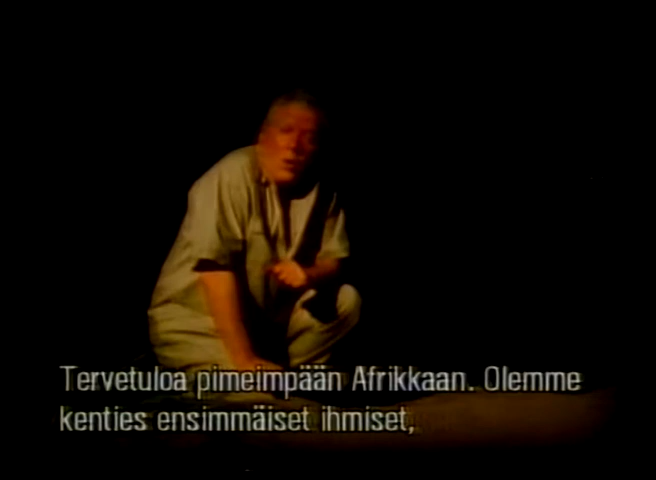 Tervetuloa pimeimpään Afrikkaan. Olemme
kenties ensimmäiset ihmiset,